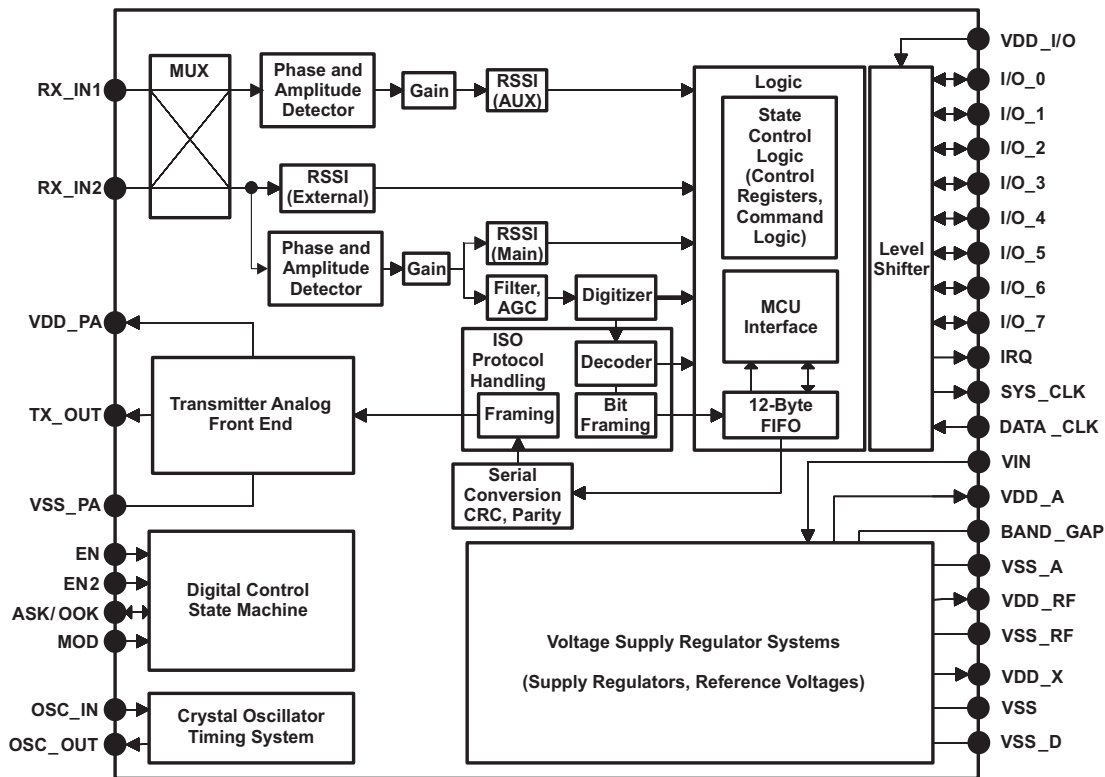 MUX
RX_IN1
RX_IN2
Phase and
Amplitude
Detector
Gain
RSSI
(AUX)
RSSI
(External)
Phase and
Amplitude
Detector
Gain
RSSI
(Main)
Filter,
AGC
Digitizer
ISO
Protocol
Handling
Decoder
Framing
Bit
Framing
Serial
Conversion
CRC, Parity
Logic
State
Control
Logic
(Control
Registers,
Command
Logic)
MCU
Interface
12-Byte
FIFO
Level
Shifter
VDD_I/O
I/O_0
I/O_1
I/O_2
I/O_3
I/O_4
I/O_5
I/O_6
I/O_7
IRQ
SYS_CLK
DATA_CLK
VIN
VDD_A
BAND_GAP
VSS_A
VDD_RF
VSS_RF
VDD_X
VSS
VSS_D
VDD_PA
TX_OUT
VSS_PA
Transmitter Analog
Front End
EN
EN2
ASK/OOK
MOD
Digital Control
State Machine
OSC_IN
OSC_OUT
Crystal Oscillator
Timing System
Voltage Supply Regulator Systems
(Supply Regulators, Reference Voltages)